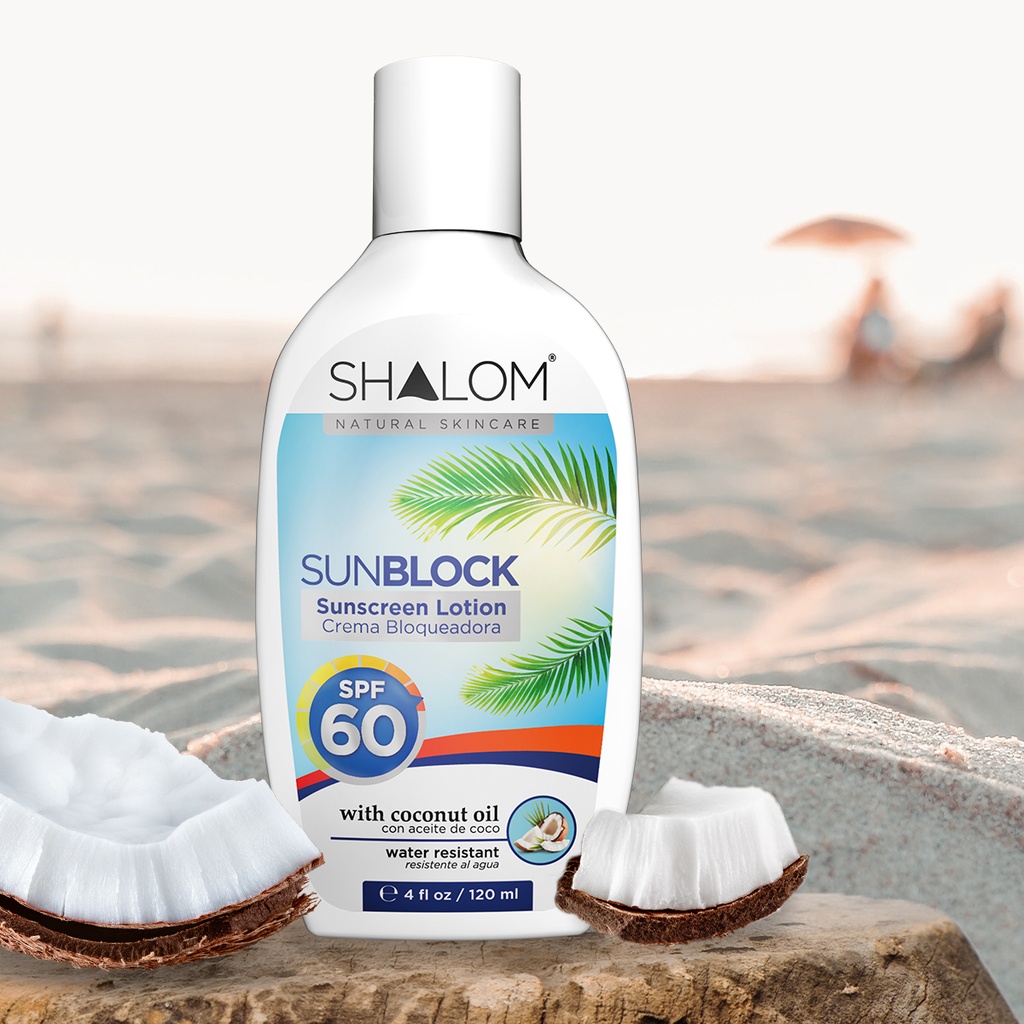 SHALOM®
NATURAL SKINCARE
SUNBLOCK
Sunscreen Lotion
Crema Bloqueadora
SPF
60
with coconut oil
con aceite de coco
water resistant
resistente al agua
℮ 4 fl oz / 120 ml